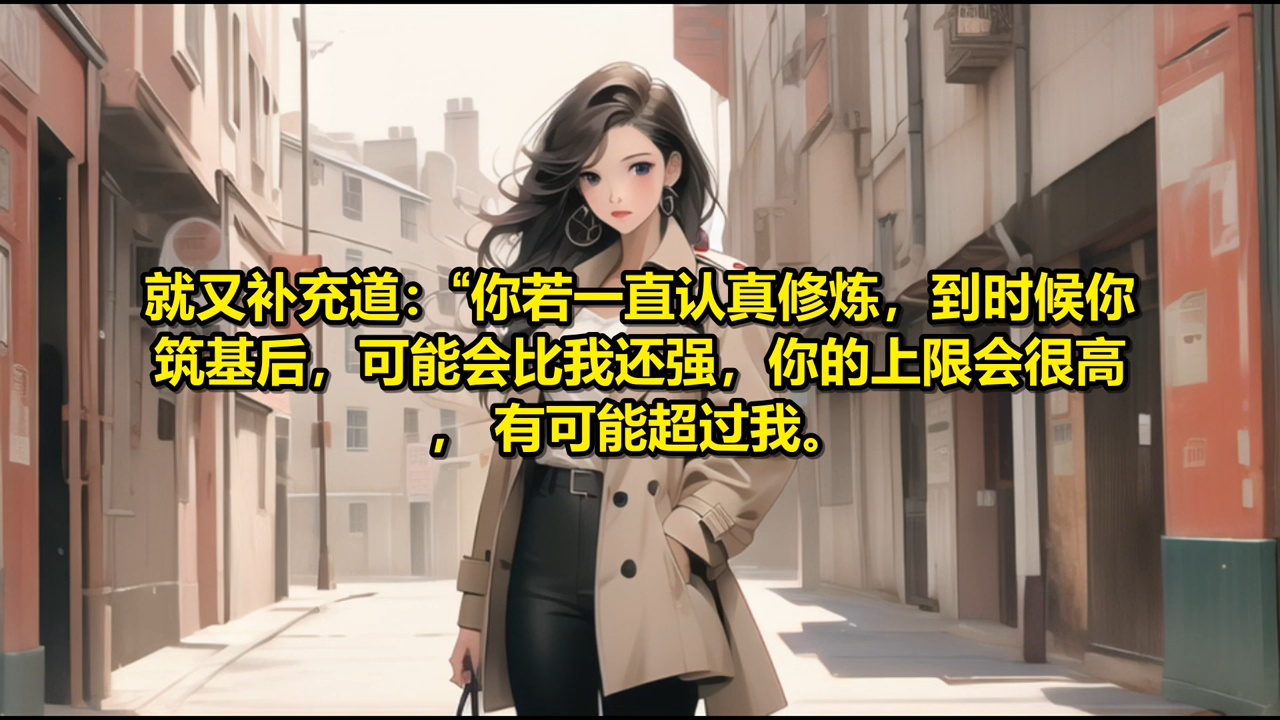 就又补充道：“你若一直认真修炼，到时候你
筑基后，可能会比我还强，你的上限会很高
， 有可能超过我。